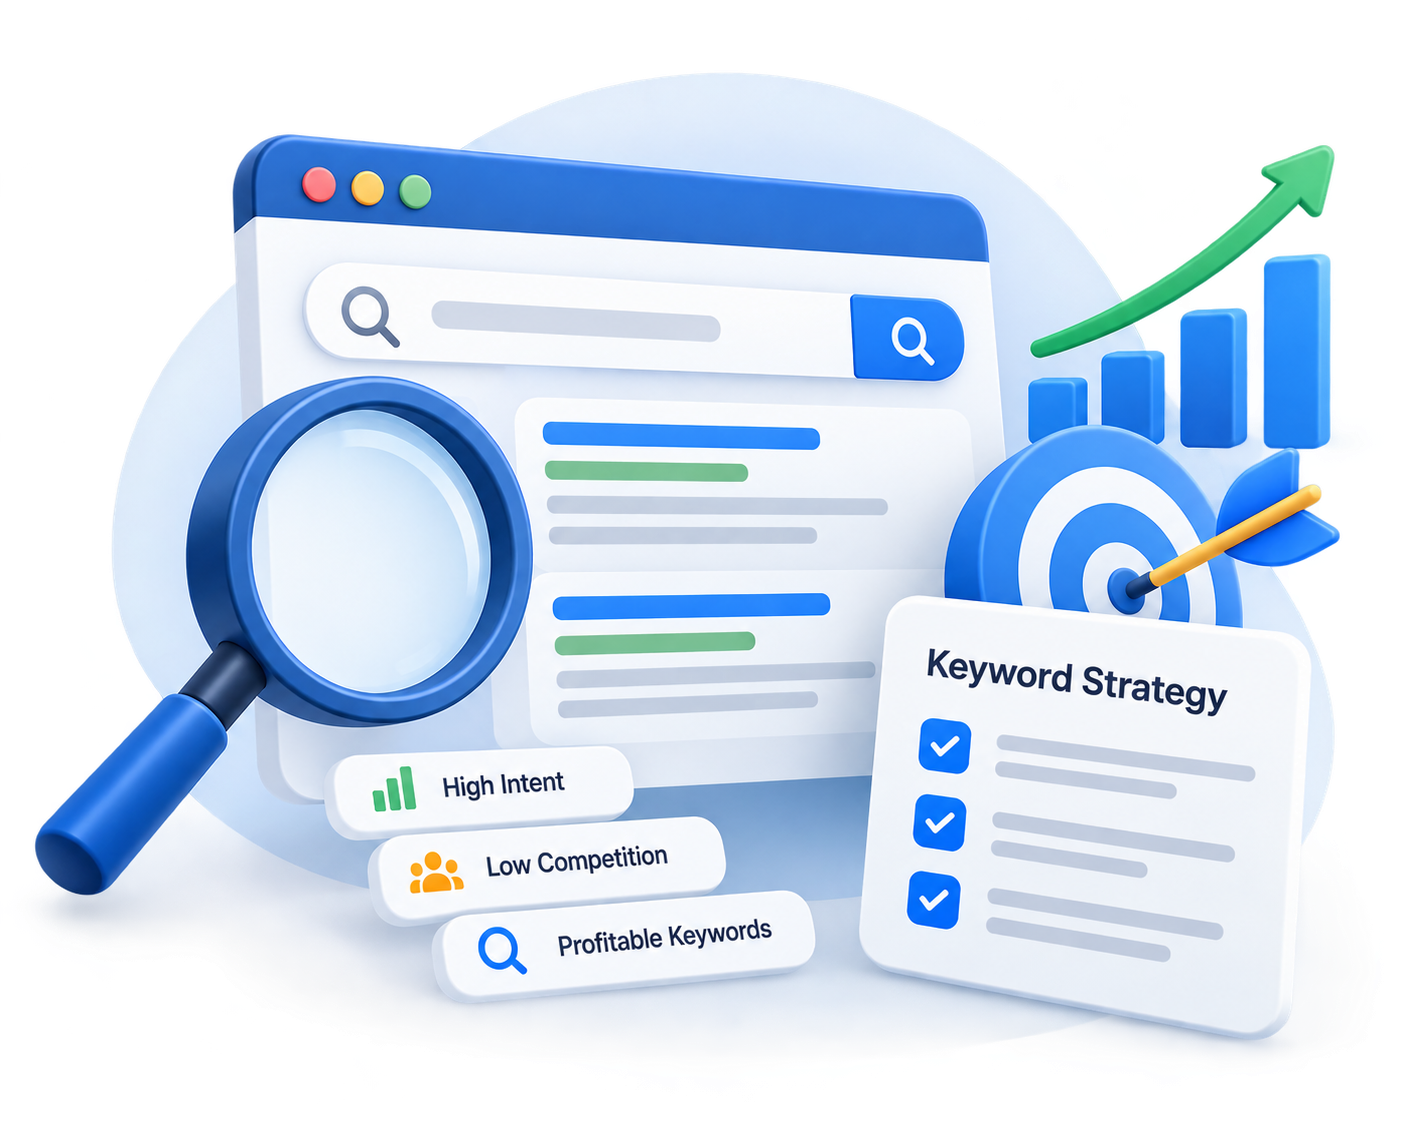 Keyword Strategy
High Intent
Low Competition
Profitable Keywords